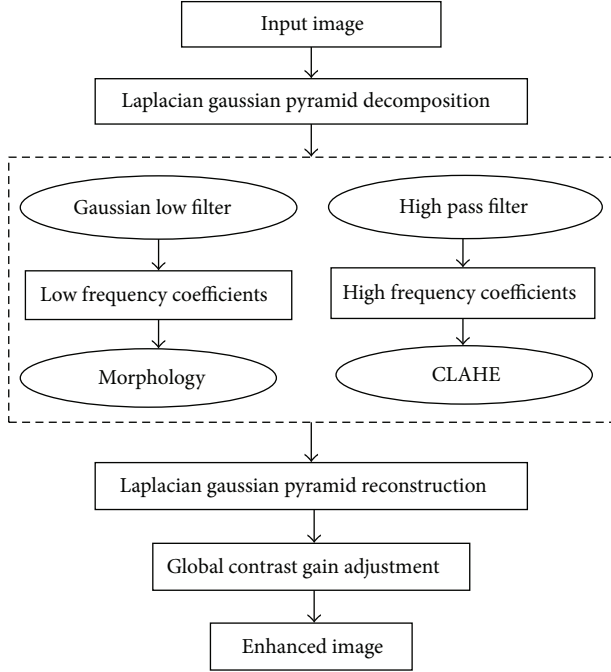 Input image
Laplacian gaussian pyramid decomposition
Gaussian low filter
High pass filter
Low frequency coefficients
High frequency coefficients
Morphology
CLAHE
Laplacian gaussian pyramid reconstruction
Global contrast gain adjustment
Enhanced image